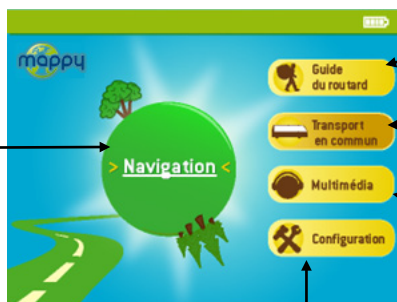 mappy
Guide
du routard
Transport
en commun
> Navigation <
Multimédia
Configuration